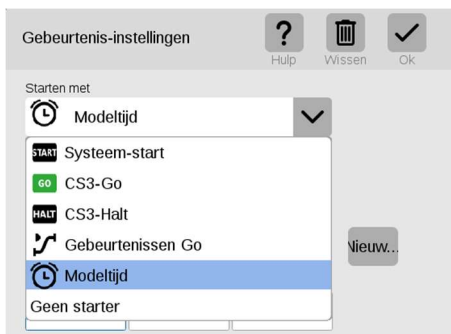 Gebeurtenis-instellingen
?
Hulp
Wissen
Ok
Starten met
Modeltijd
START Systeem-start
GO CS3-Go
HALT CS3-Halt
Gebeurtenissen Go
Modeltijd
Geen starter
Nieuw...